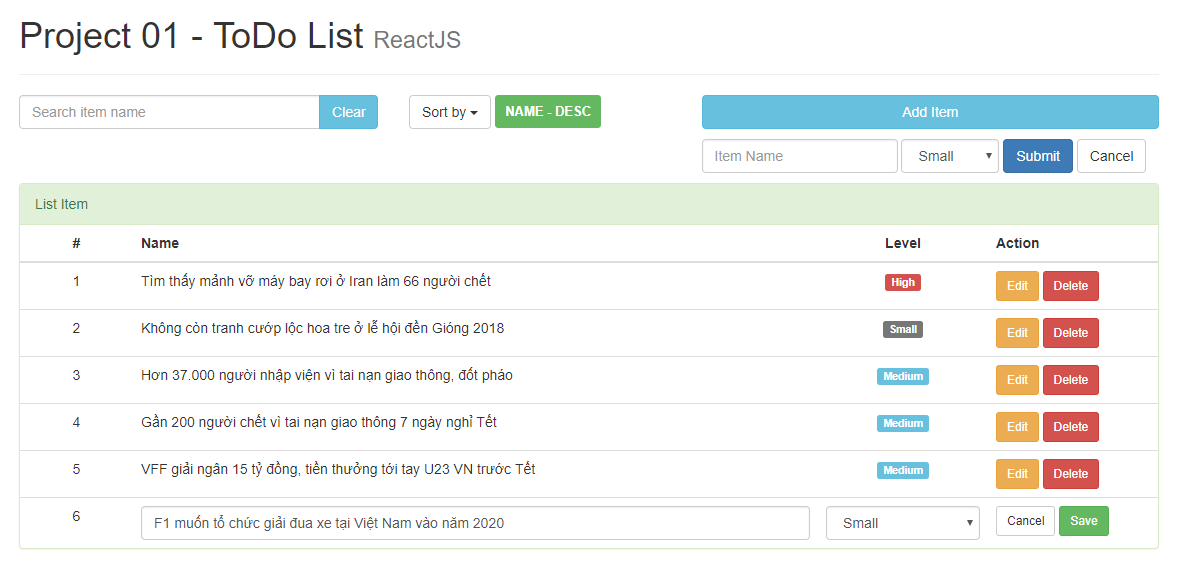 Project 01 - ToDo List ReactJS
Search item name Clear Sort by NAME - DESC Add Item
Item Name Small Submit Cancel
List Item
# Name Level Action
1 Tìm thấy mảnh vỡ máy bay rơi ở Iran làm 66 người chết High Edit Delete
2 Không còn tranh cướp lộc hoa tre ở lễ hội đền Gióng 2018 Small Edit Delete
3 Hơn 37.000 người nhập viện vì tai nạn giao thông, đốt pháo Medium Edit Delete
4 Gần 200 người chết vì tai nạn giao thông 7 ngày nghỉ Tết Medium Edit Delete
5 VFF giải ngân 15 tỷ đồng, tiền thưởng tới tay U23 VN trước Tết Medium Edit Delete
6 F1 muốn tổ chức giải đua xe tại Việt Nam vào năm 2020 Small Cancel Save